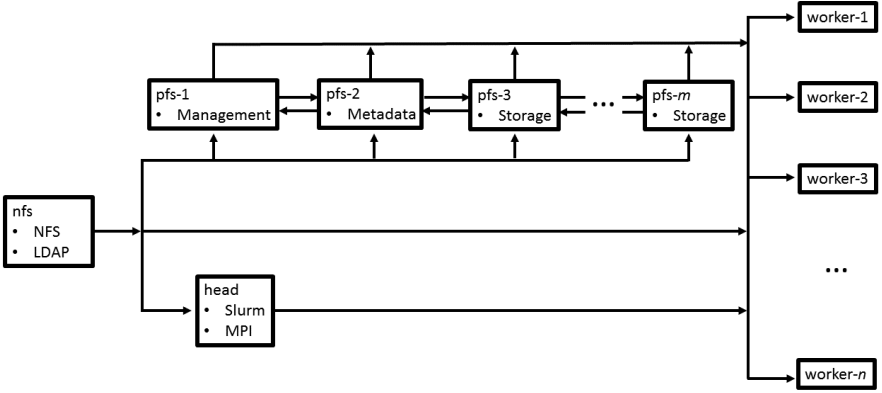 worker-1
pfs-1
• Management
pfs-2
• Metadata
pfs-3
• Storage
...
pfs-m
• Storage
worker-2
worker-3
nfs
• NFS
• LDAP
...
head
• Slurm
• MPI
worker-n